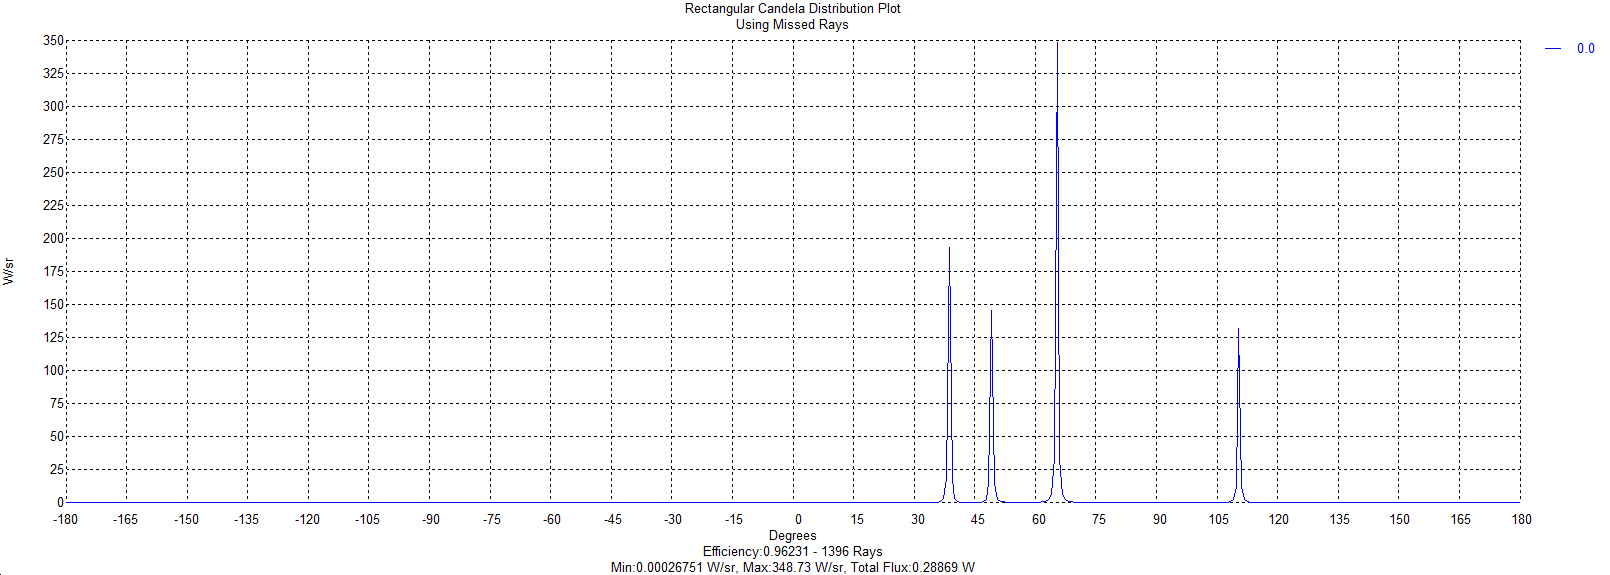 Rectangular Candela Distribution Plot
Using Missed Rays
0.0
350
325
300
275
250
225
200
175
150
125
100
75
50
25
0
W/sr
-180 -165 -150 -135 -120 -105 -90 -75 -60 -45 -30 -15 0 15 30 45 60 75 90 105 120 135 150 165 180
Degrees
Efficiency:0.96231 - 1396 Rays
Min:0.00026751 W/sr, Max:348.73 W/sr, Total Flux:0.28869 W